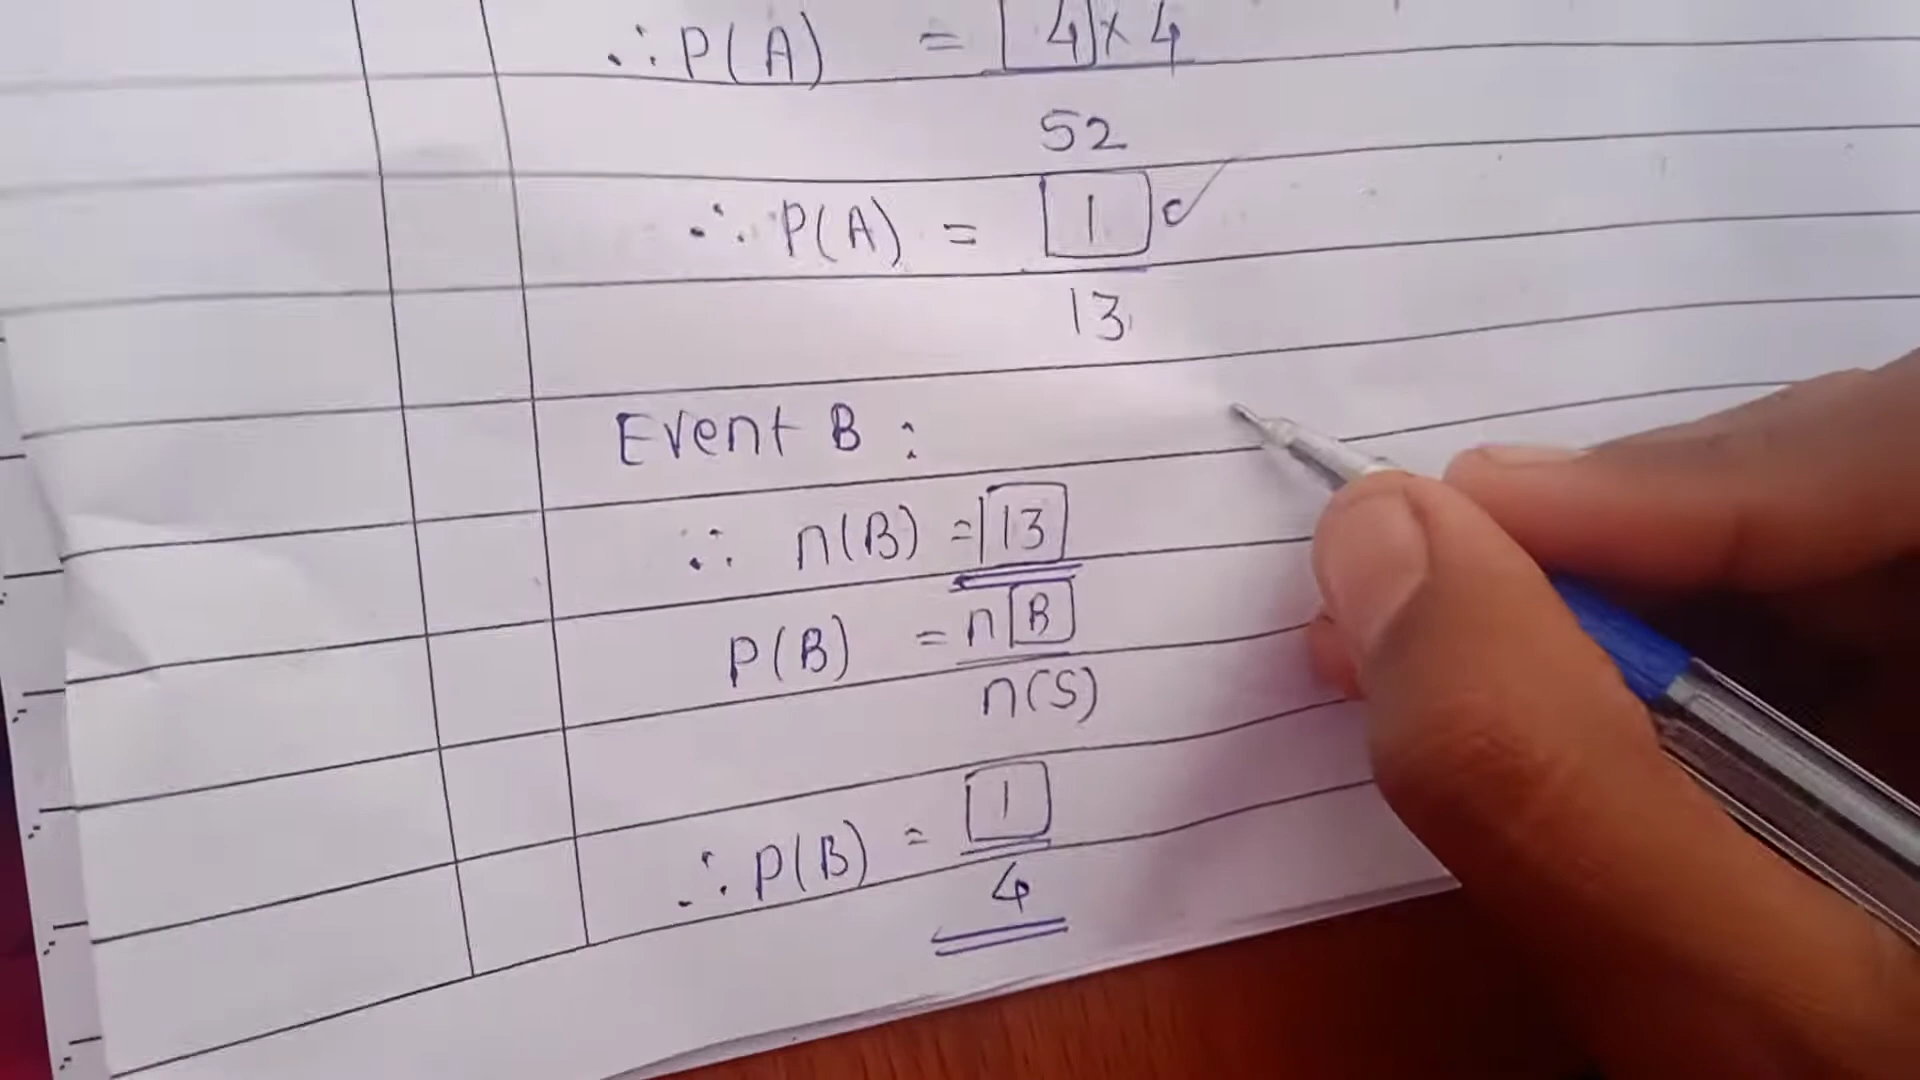 ∴ P(A) = 4 × 4
52
∴ P(A) = 1
13
Event B :
∴ n(B) = 13
P(B) = n B
n(S)
∴ P(B) = 1
4